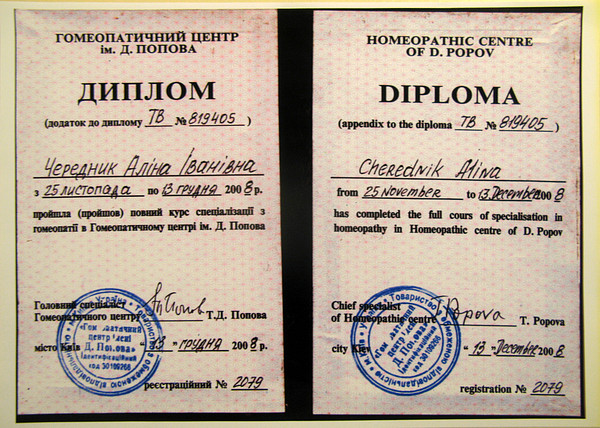 ГОМЕОПАТИЧНИЙ ЦЕНТР
ім. Д. ПОПОВА
ДИПЛОМ
(додаток до диплому ТВ № 819405 )
Чередник Аліна Іванівна
з 25 листопада по 13 грудня 2008 р.
пройшла (пройшов) повний курс спеціалізації з
гомеопатії в Гомеопатичному центрі ім. Д. Попова
Головний спеціаліст
Гомеопатичного центру Т.Д. Попова
місто Київ "13" грудня 2008 р.
реєстраційний № 2079
HOMEOPATHIC CENTRE
OF D. POPOV
DIPLOMA
(appendix to the diploma ТВ № 819405 )
Cherednik Alina
from 25 November to 13 December 2008
has completed the full cours of specialisation in
homeopathy in Homeopathic centre of D. Popov
Chief specialist
of Homeopathic centre Popova T. Popova
city Kiev "13" December 2008
registration № 2079